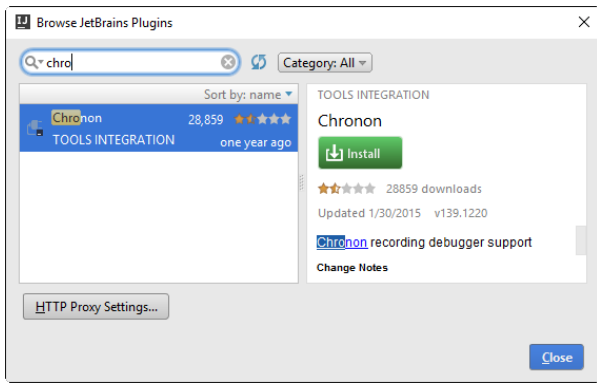 Browse JetBrains Plugins
chro
Category: All
Sort by: name
Chronon 28,859
TOOLS INTEGRATION one year ago
TOOLS INTEGRATION
Chronon
Install
28859 downloads
Updated 1/30/2015 v139.1220
Chronon recording debugger support
Change Notes
HTTP Proxy Settings...
Close